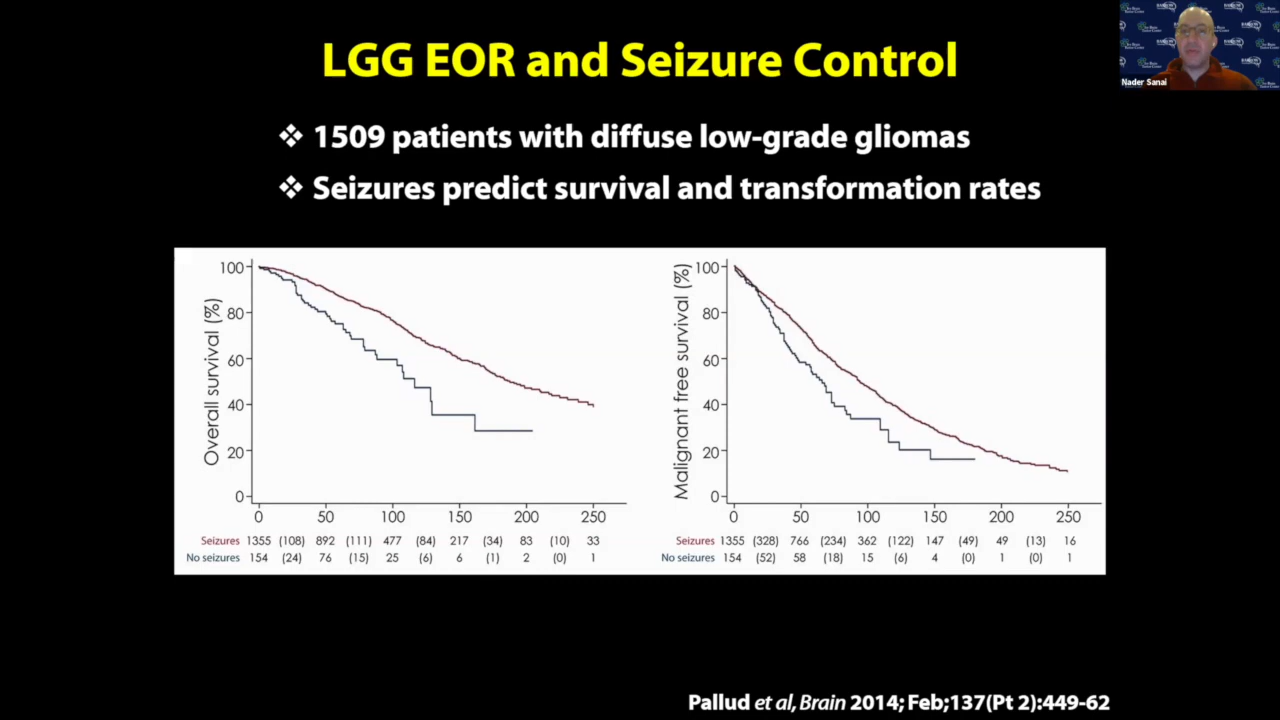 LGG EOR and Seizure Control
Nader Sanai
❖ 1509 patients with diffuse low-grade gliomas
❖ Seizures predict survival and transformation rates
Overall survival (%)
100
80
60
40
20
0
0 50 100 150 200 250
Seizures 1355 (108) 892 (111) 477 (84) 217 (34) 83 (10) 33
No seizures 154 (24) 76 (15) 25 (6) 6 (1) 2 (0) 1
Malignant free survival (%)
100
80
60
40
20
0
0 50 100 150 200 250
Seizures 1355 (328) 766 (234) 362 (122) 147 (49) 49 (13) 16
No seizures 154 (52) 58 (18) 15 (6) 4 (0) 1 (0) 1
Pallud et al, Brain 2014; Feb;137(Pt 2):449-62